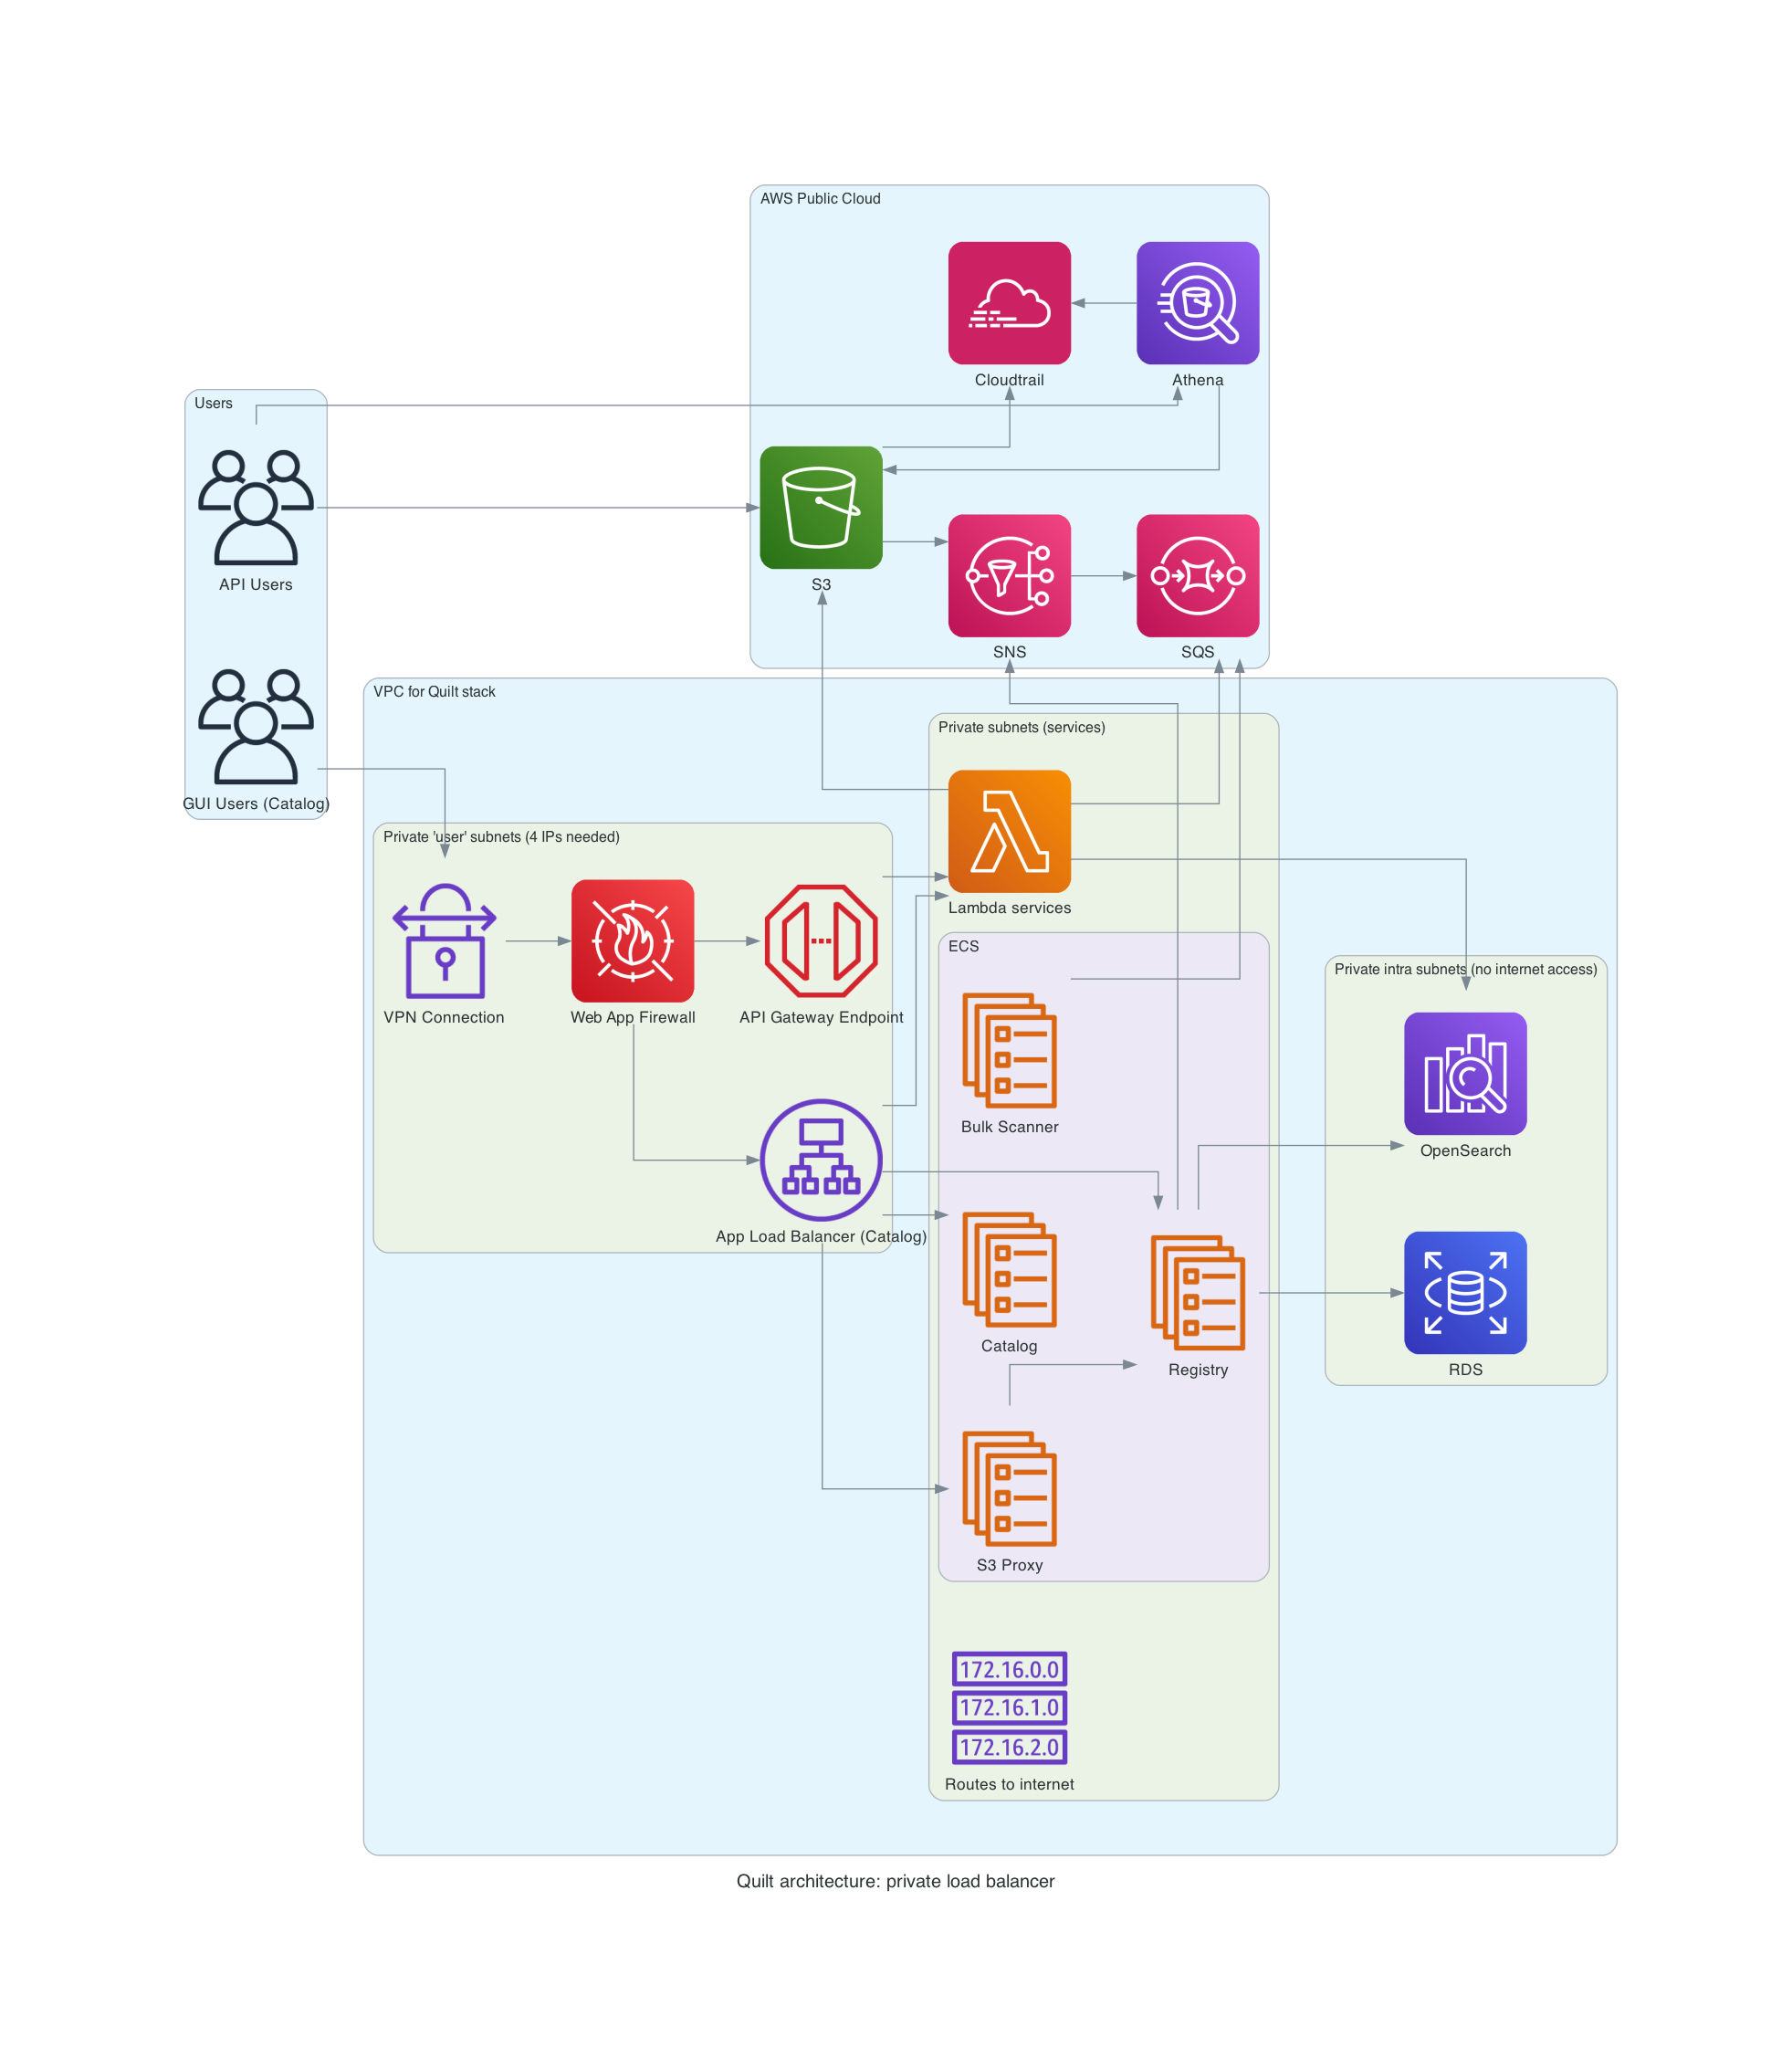 AWS Public Cloud
Cloudtrail
Athena
Users
API Users
S3
SNS
SQS
GUI Users (Catalog)
VPC for Quilt stack
Private subnets (services)
Lambda services
Private 'user' subnets (4 IPs needed)
VPN Connection
Web App Firewall
API Gateway Endpoint
App Load Balancer (Catalog)
ECS
Bulk Scanner
Catalog
Registry
S3 Proxy
Private intra subnets (no internet access)
OpenSearch
RDS
172.16.0.0
172.16.1.0
172.16.2.0
Routes to internet
Quilt architecture: private load balancer